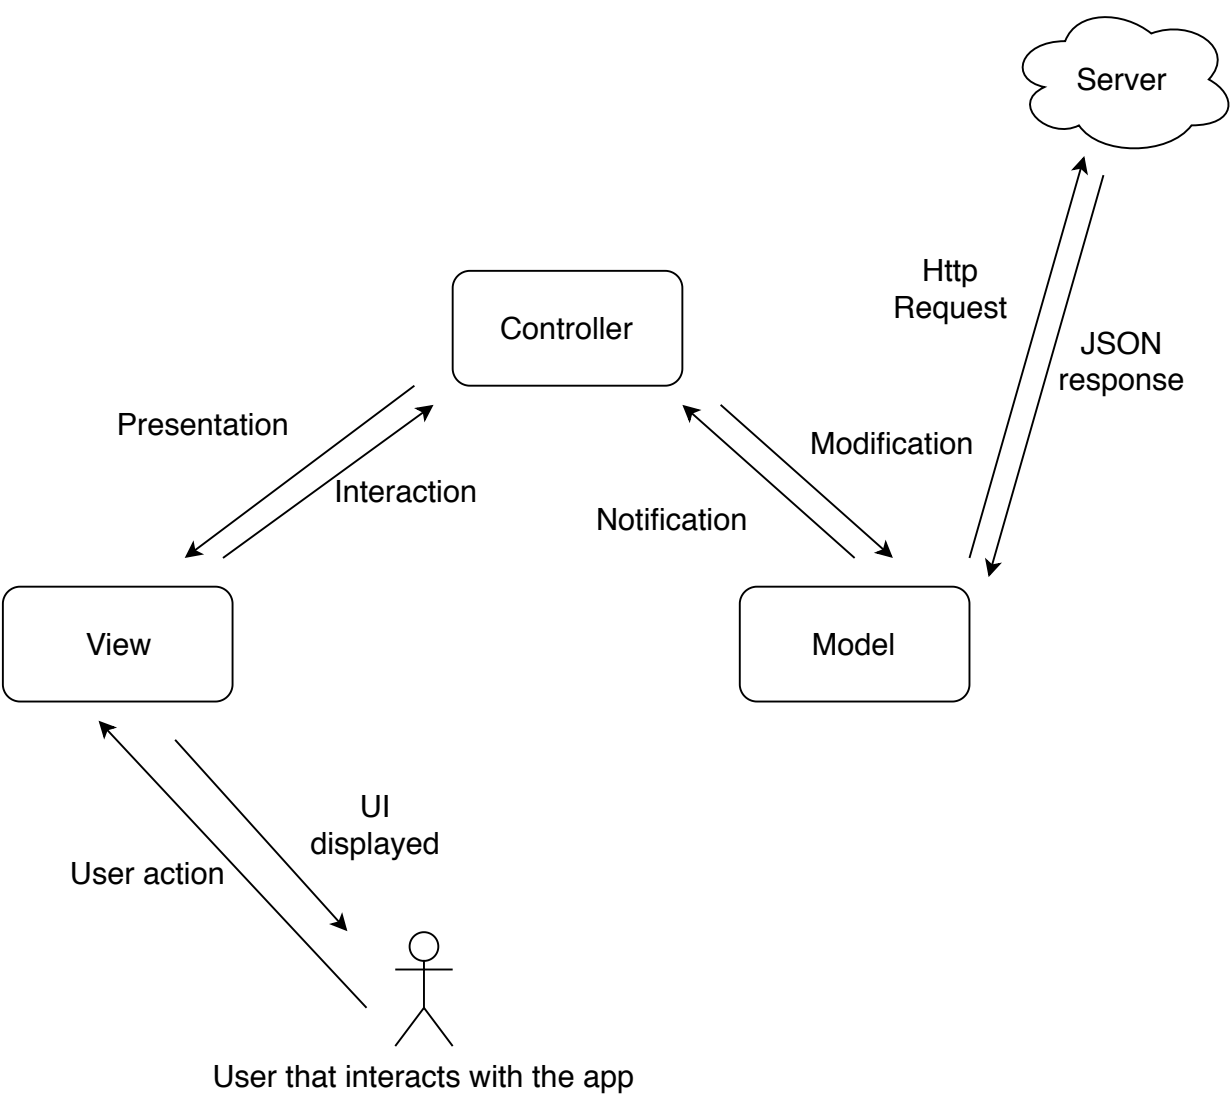 Server
Http
Request
Controller
JSON
response
Presentation
Modification
Interaction
Notification
View
Model
UI
displayed
User action
User that interacts with the app